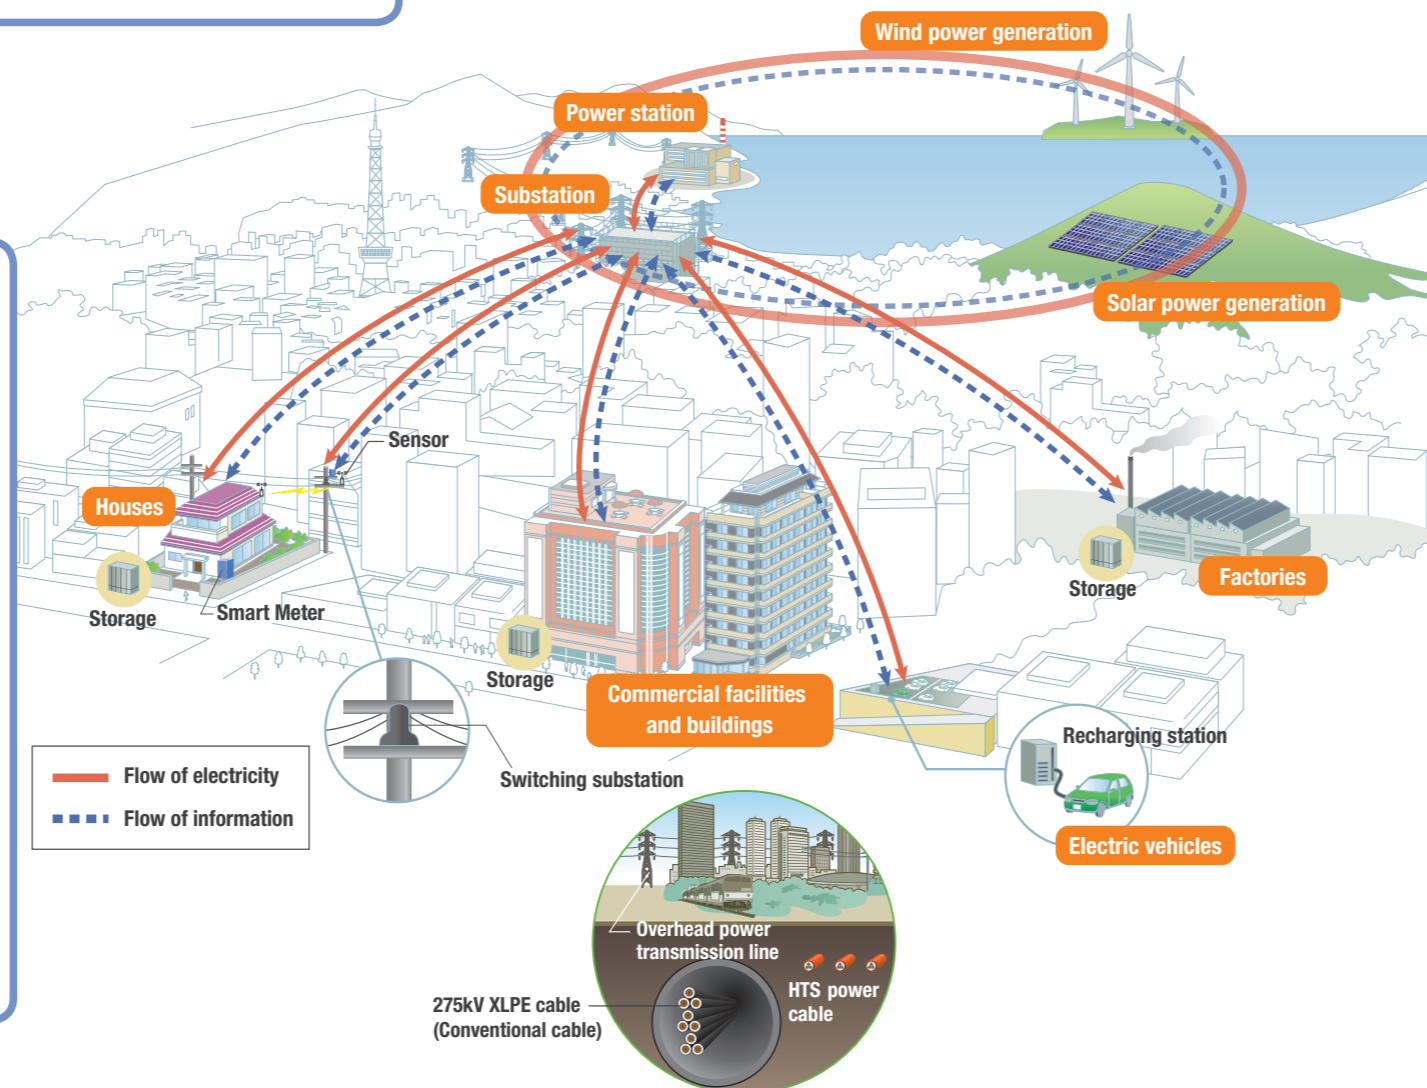 Wind power generation
Power station
Substation
Solar power generation
Sensor
Houses
Storage
Smart Meter
Storage
Factories
Storage
Commercial facilities
and buildings
Recharging station
Electric vehicles
Switching substation
Flow of electricity
Flow of information
Overhead power
transmission line
HTS power
cable
275kV XLPE cable
(Conventional cable)